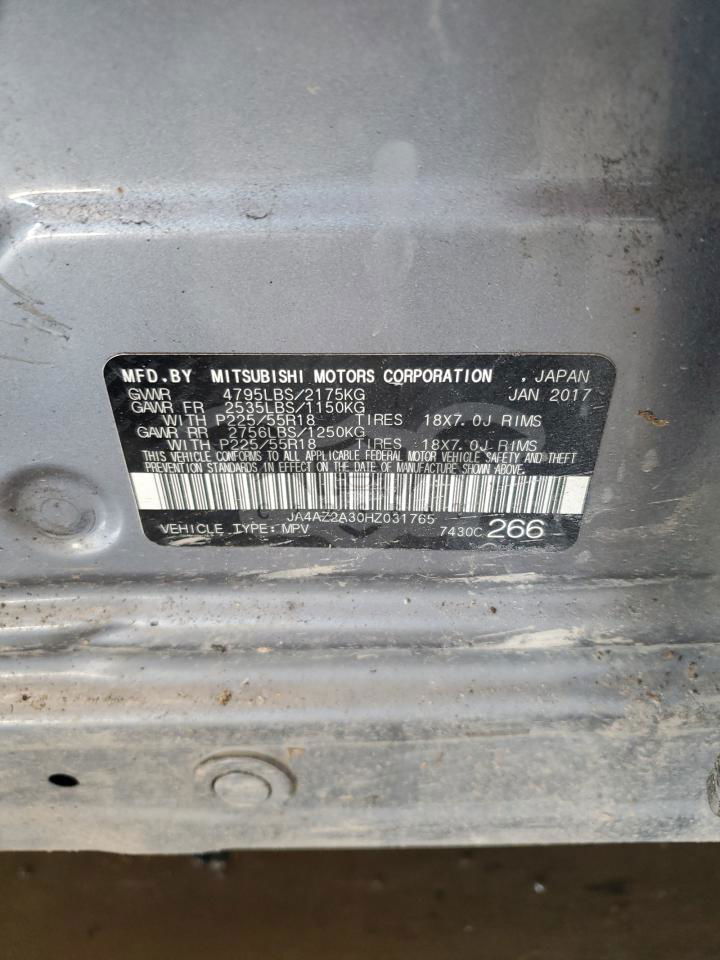 MFD.BY MITSUBISHI MOTORS CORPORATION , JAPAN
GVWR 4795LBS/2175KG JAN 2017
GAWR FR 2535LBS/1150KG
WITH P225/55R18 TIRES 18X7.0J RIMS
GAWR RR 2756LBS/1250KG
WITH P225/55R18 TIRES 18X7.0J RIMS
THIS VEHICLE CONFORMS TO ALL APPLICABLE FEDERAL MOTOR VEHICLE SAFETY AND THEFT
PREVENTION STANDARDS IN EFFECT ON THE DATE OF MANUFACTURE SHOWN ABOVE.
C
JA4AZ2A30HZ031765
VEHICLE TYPE: MPV 7430C 266